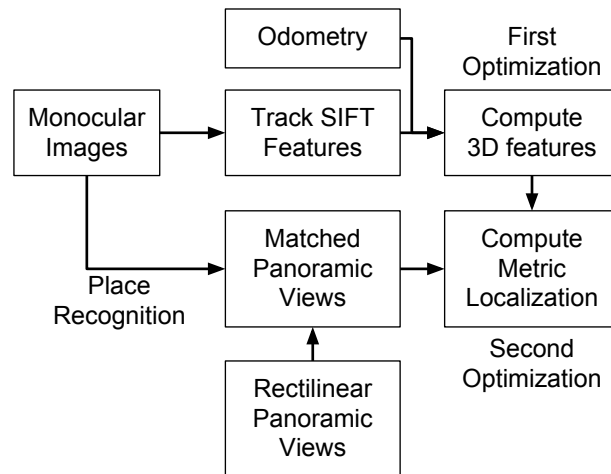 Odometry
First
Optimization
Monocular
Images
Track SIFT
Features
Compute
3D features
Place
Recognition
Matched
Panoramic
Views
Compute
Metric
Localization
Second
Optimization
Rectilinear
Panoramic
Views